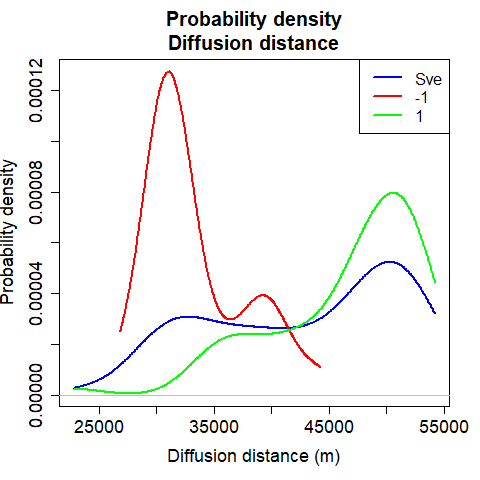 Probability density
Diffusion distance
Sve
-1
1
0.00012
0.00008
0.00004
0.00000
Probability density
25000
35000
45000
55000
Diffusion distance (m)